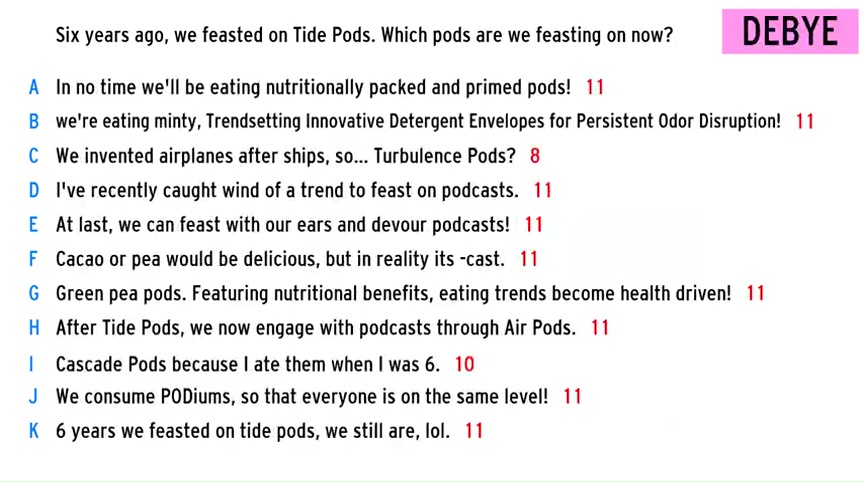 Six years ago, we feasted on Tide Pods. Which pods are we feasting on now?
DEBYE
A In no time we'll be eating nutritionally packed and primed pods! 11
B we're eating minty, Trendsetting Innovative Detergent Envelopes for Persistent Odor Disruption! 11
C We invented airplanes after ships, so... Turbulence Pods? 8
D I've recently caught wind of a trend to feast on podcasts. 11
E At last, we can feast with our ears and devour podcasts! 11
F Cacao or pea would be delicious, but in reality its -cast. 11
G Green pea pods. Featuring nutritional benefits, eating trends become health driven! 11
H After Tide Pods, we now engage with podcasts through Air Pods. 11
I Cascade Pods because I ate them when I was 6. 10
J We consume PODiums, so that everyone is on the same level! 11
K 6 years we feasted on tide pods, we still are, lol. 11